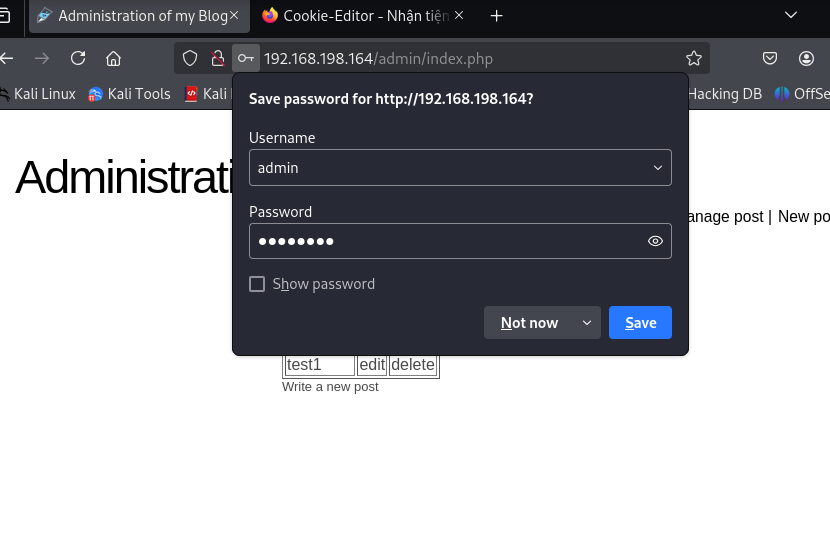 Administration of my Blog
Cookie-Editor - Nhận tiện
192.168.198.164/admin/index.php
Kali Linux
Kali Tools
Kali
Hacking DB
OffSe
Save password for http://192.168.198.164?
Username
admin
Password
●●●●●●●●
Show password
Not now
Save
Administrati
anage post | New po
test1 edit delete
Write a new post